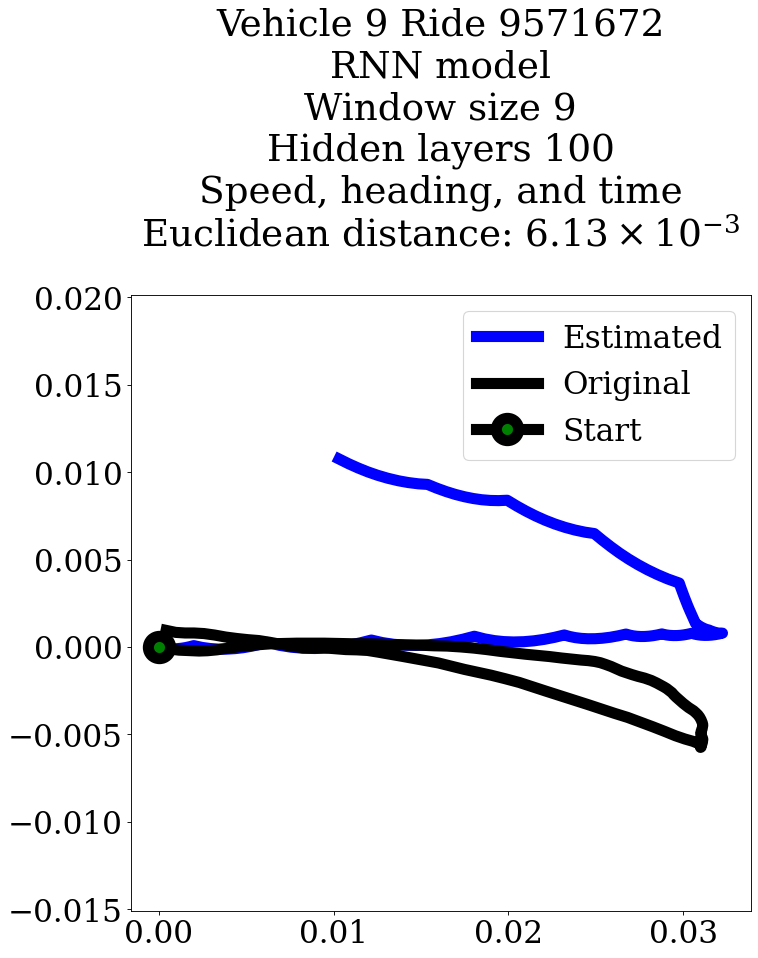 Vehicle 9 Ride 9571672
RNN model
Window size 9
Hidden layers 100
Speed, heading, and time
Euclidean distance: 6.13 × 10⁻³
0.020
0.015
0.010
0.005
0.000
−0.005
−0.010
−0.015
Estimated
Original
Start
0.00 0.01 0.02 0.03